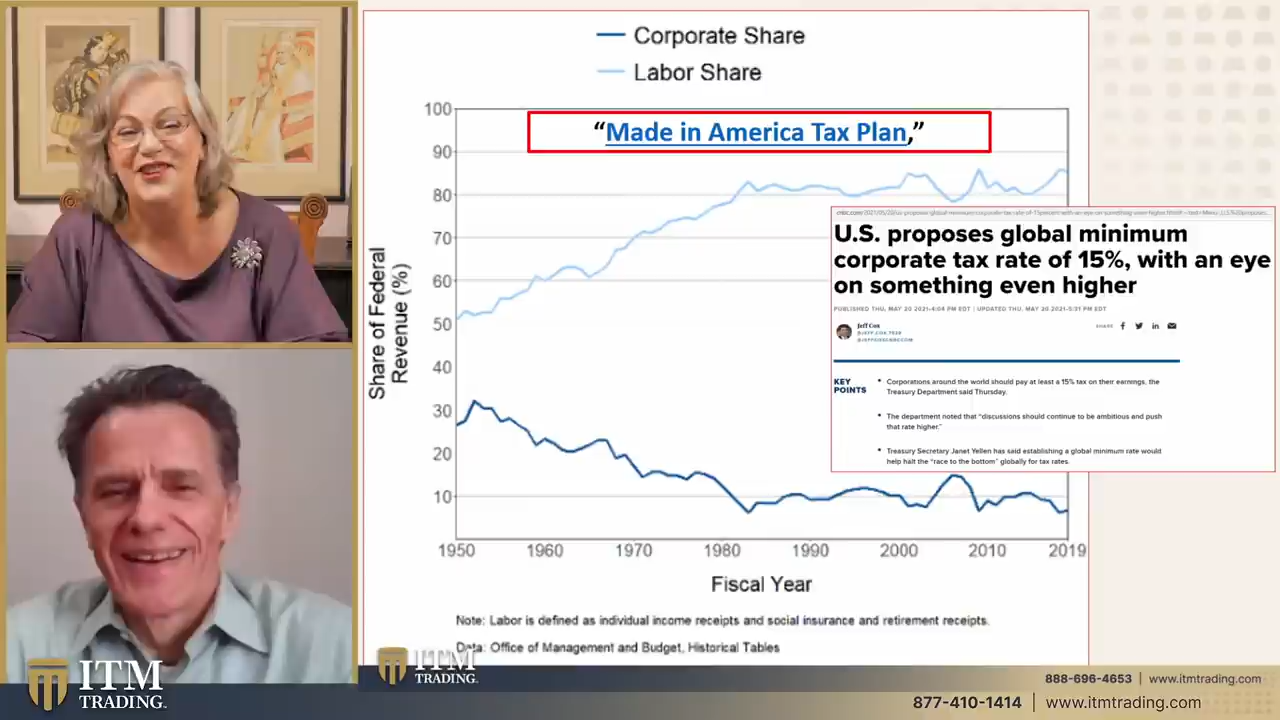 Corporate Share
Labor Share
“Made in America Tax Plan,”
Share of Federal
Revenue (%)
100
90
80
70
60
50
40
30
20
10
1950
1960
1970
1980
1990
2000
2010
2019
Fiscal Year
Note: Labor is defined as individual income receipts and social insurance and retirement receipts.
Data: Office of Management and Budget, Historical Tables
U.S. proposes global minimum
corporate tax rate of 15%, with an eye
on something even higher
PUBLISHED THU, MAY 20 2021•4:04 PM EDT | UPDATED THU, MAY 20 2021•5:31 PM EDT
Jeff Cox
SHARE
KEY
POINTS
• Corporations around the world should pay at least a 15% tax on their earnings, the
Treasury Department said Thursday.
• The department noted that “discussions should continue to be ambitious and push
that rate higher.”
• Treasury Secretary Janet Yellen has said establishing a global minimum rate would
help halt the “race to the bottom” globally for tax rates.
ITM
TRADING
ITM
TRADING.
888-696-4653 | www.itmtrading.com
877-410-1414 | www.itmtrading.com